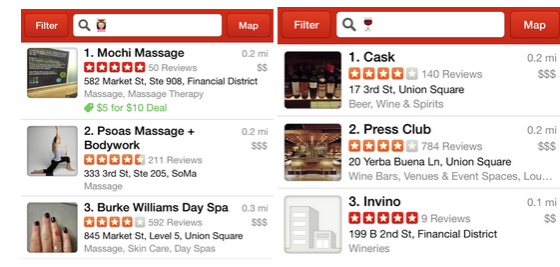 Filter
Map
1. Mochi Massage 0.2 mi
50 Reviews $$
582 Market St, Ste 908, Financial District
Massage, Massage Therapy
$5 for $10 Deal
2. Psoas Massage + 0.2 mi
Bodywork $$$
211 Reviews
333 3rd St, Ste 205, SoMa
Massage
3. Burke Williams Day Spa 0.3 mi
592 Reviews $$$
845 Market St, Level 5, Union Square
Massage, Skin Care, Day Spas
Filter
Map
1. Cask 0.2 mi
140 Reviews $$$
17 3rd St, Union Square
Beer, Wine & Spirits
2. Press Club 0.2 mi
784 Reviews $$$
20 Yerba Buena Ln, Union Square
Wine Bars, Venues & Event Spaces, Lou...
3. Invino 0.1 mi
9 Reviews $$
199 B 2nd St, Financial District
Wineries